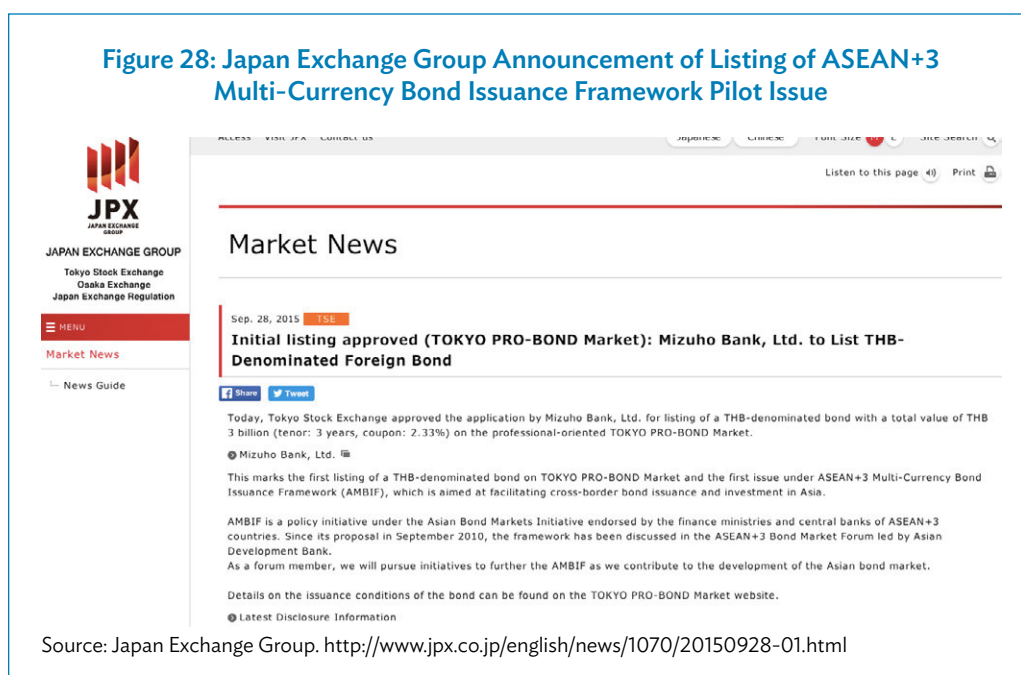 Figure 28: Japan Exchange Group Announcement of Listing of ASEAN+3
Multi-Currency Bond Issuance Framework Pilot Issue
Access Visit JPX Contact us Japanese Chinese Font Size M L Site Search
Listen to this page Print
JPX
JAPAN EXCHANGE
GROUP
JAPAN EXCHANGE GROUP
Tokyo Stock Exchange
Osaka Exchange
Japan Exchange Regulation
MENU
Market News
News Guide
Market News
Sep. 28, 2015 TSE
Initial listing approved (TOKYO PRO-BOND Market): Mizuho Bank, Ltd. to List THB-
Denominated Foreign Bond
Share Tweet
Today, Tokyo Stock Exchange approved the application by Mizuho Bank, Ltd. for listing of a THB-denominated bond with a total value of THB
3 billion (tenor: 3 years, coupon: 2.33%) on the professional-oriented TOKYO PRO-BOND Market.
Mizuho Bank, Ltd.
This marks the first listing of a THB-denominated bond on TOKYO PRO-BOND Market and the first issue under ASEAN+3 Multi-Currency Bond
Issuance Framework (AMBIF), which is aimed at facilitating cross-border bond issuance and investment in Asia.
AMBIF is a policy initiative under the Asian Bond Markets Initiative endorsed by the finance ministries and central banks of ASEAN+3
countries. Since its proposal in September 2010, the framework has been discussed in the ASEAN+3 Bond Market Forum led by Asian
Development Bank.
As a forum member, we will pursue initiatives to further the AMBIF as we contribute to the development of the Asian bond market.
Details on the issuance conditions of the bond can be found on the TOKYO PRO-BOND Market website.
Latest Disclosure Information
Source: Japan Exchange Group. http://www.jpx.co.jp/english/news/1070/20150928-01.html